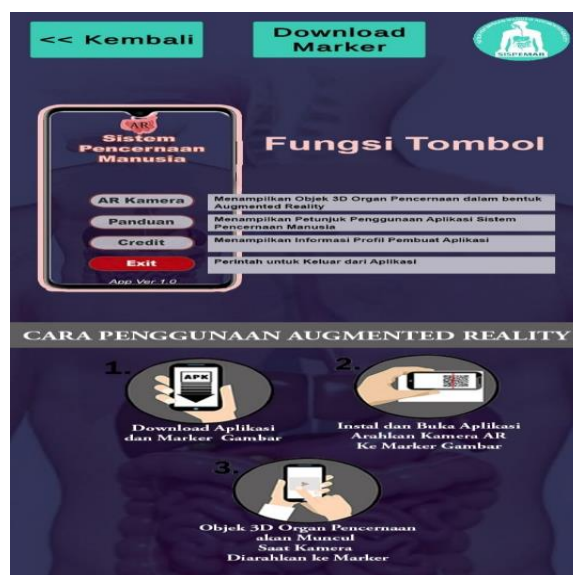 << Kembali
Download
Marker
SISPEMAR
AR
Sistem
Pencernaan
Manusia
Fungsi Tombol
AR Kamera
Menampilkan Objek 3D Organ Pencernaan dalam bentuk
Augmented Reality
Panduan
Menampilkan Petunjuk Penggunaan Aplikasi Sistem
Pencernaan Manusia
Credit
Menampilkan Informasi Profil Pembuat Aplikasi
Exit
Perintah untuk Keluar dari Aplikasi
App Ver 1.0
CARA PENGGUNAAN AUGMENTED REALITY
1.
APK
Download Aplikasi
dan Marker Gambar
2.
Instal dan Buka Aplikasi
Arahkan Kamera AR
Ke Marker Gambar
3.
Objek 3D Organ Pencernaan
akan Muncul
Saat Kamera
Diarahkan ke Marker